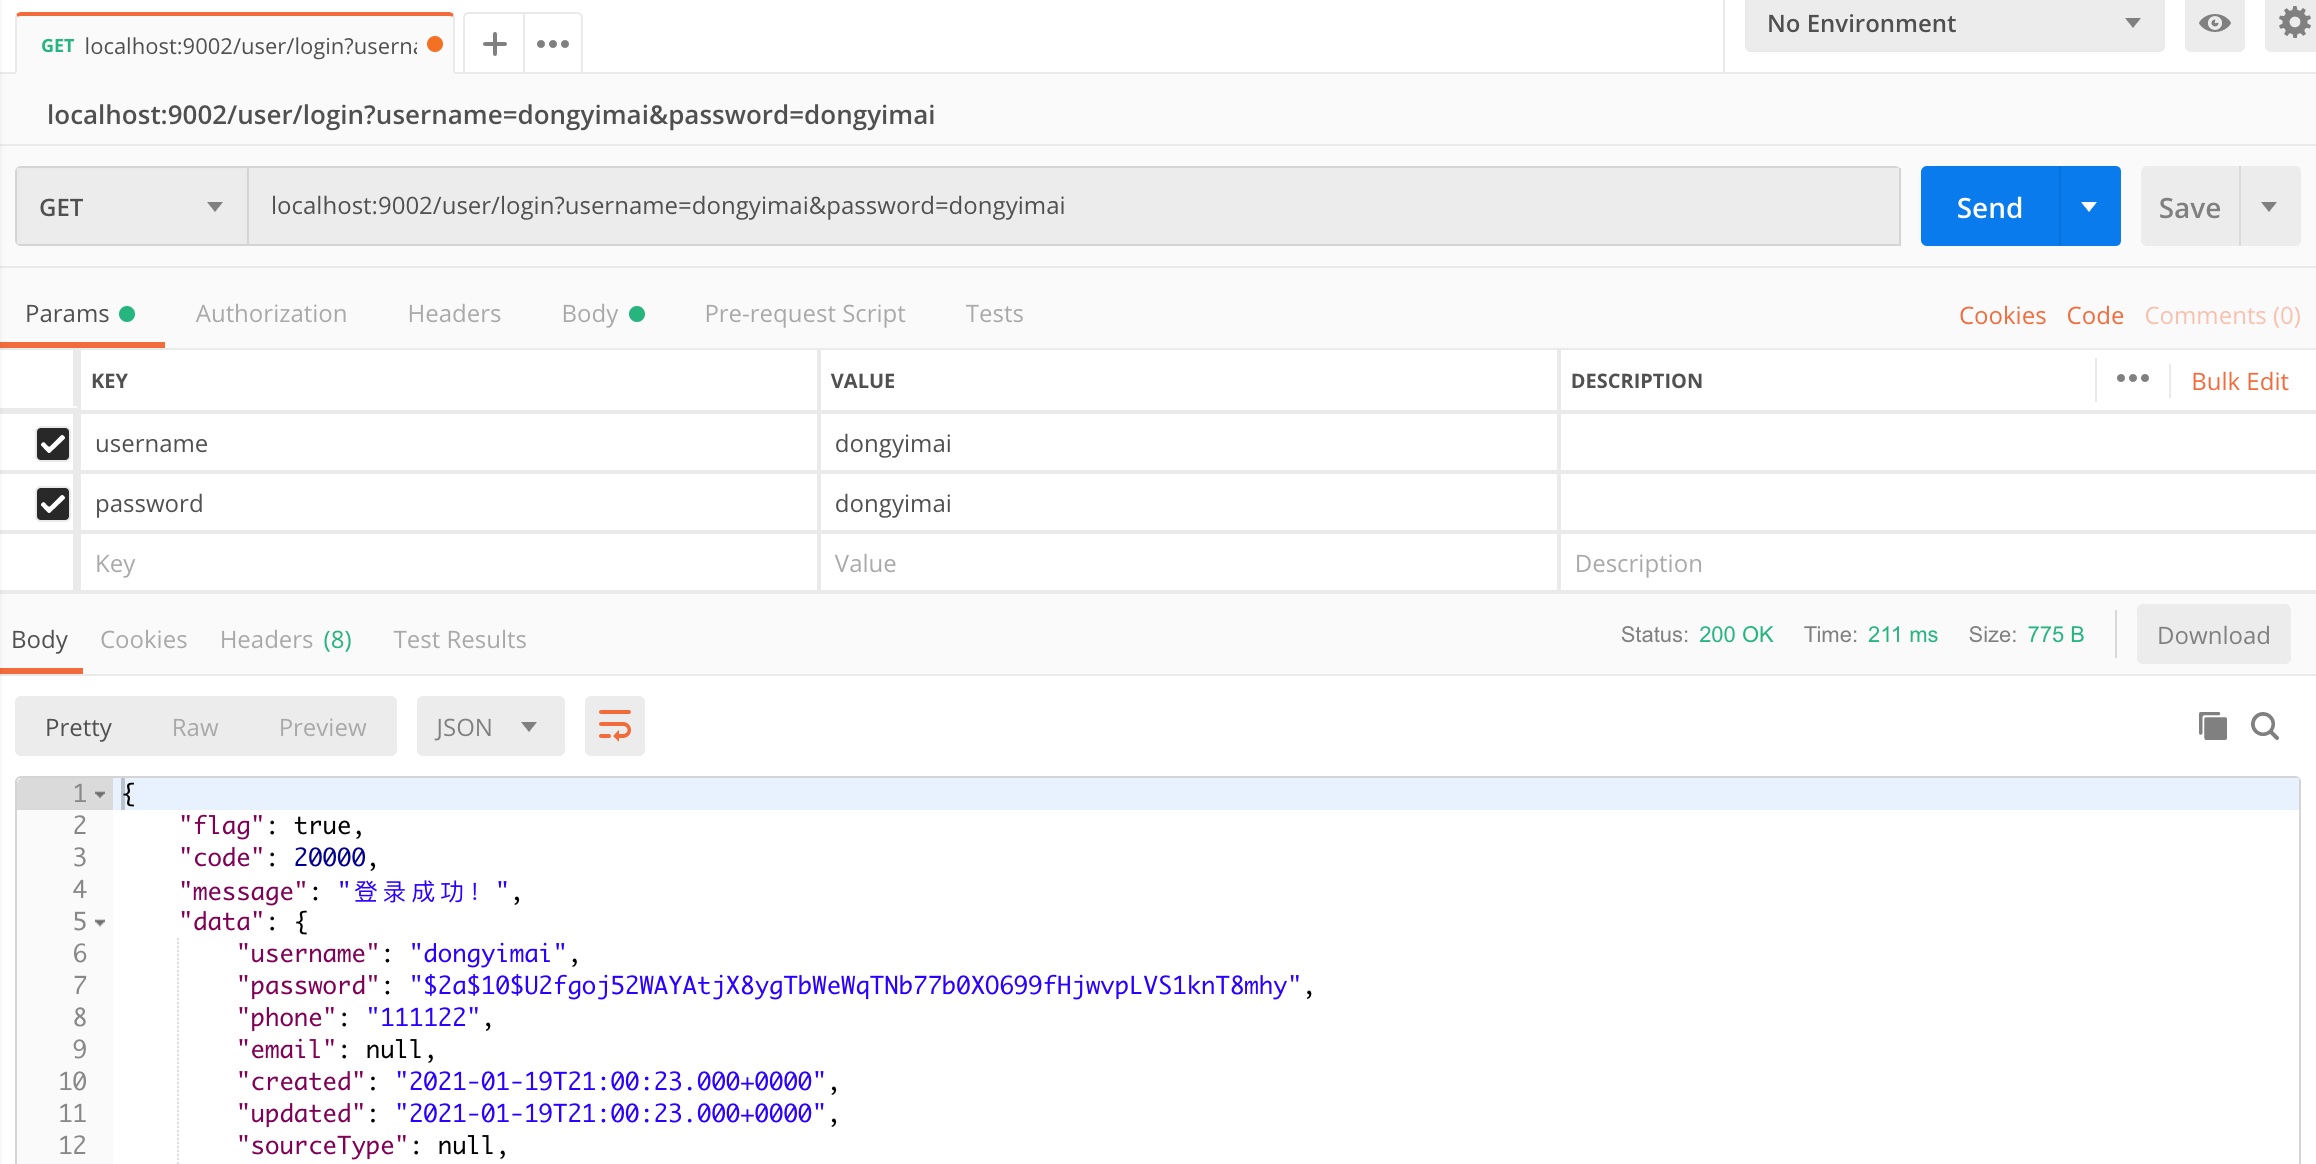 GET localhost:9002/user/login?userna
No Environment
localhost:9002/user/login?username=dongyimai&password=dongyimai
GET localhost:9002/user/login?username=dongyimai&password=dongyimai Send Save
Params Authorization Headers Body Pre-request Script Tests Cookies Code Comments (0)
KEY VALUE DESCRIPTION Bulk Edit
username dongyimai
password dongyimai
Key Value Description
Body Cookies Headers (8) Test Results Status: 200 OK Time: 211 ms Size: 775 B Download
Pretty Raw Preview JSON
1 {
2 "flag": true,
3 "code": 20000,
4 "message": "登录成功！",
5 "data": {
6 "username": "dongyimai",
7 "password": "$2a$10$U2fgoj52WAYAtjX8ygTbWeWqTNb77b0XO699fHjwvpLVS1knT8mhy",
8 "phone": "111122",
9 "email": null,
10 "created": "2021-01-19T21:00:23.000+0000",
11 "updated": "2021-01-19T21:00:23.000+0000",
12 "sourceType": null,